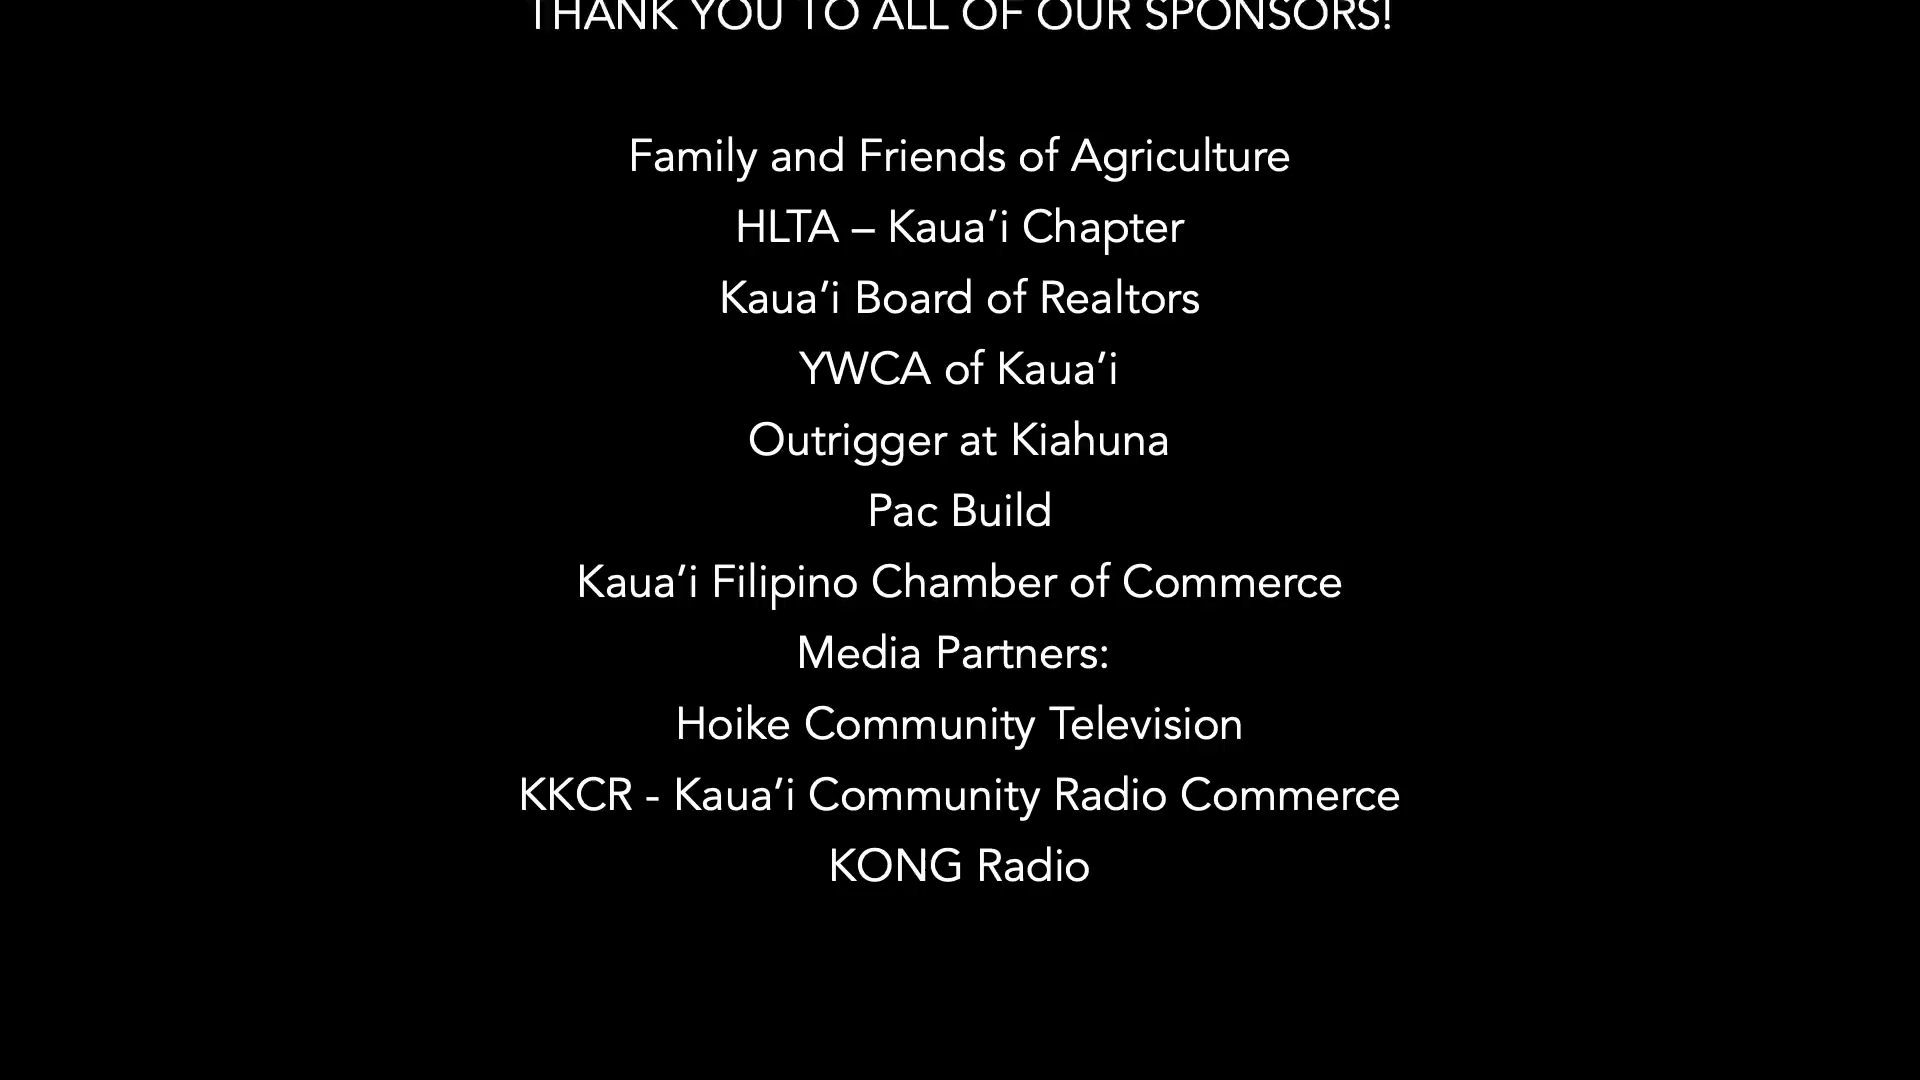 THANK YOU TO ALL OF OUR SPONSORS!
Family and Friends of Agriculture
HLTA – Kaua‘i Chapter
Kaua‘i Board of Realtors
YWCA of Kaua‘i
Outrigger at Kiahuna
Pac Build
Kaua‘i Filipino Chamber of Commerce
Media Partners:
Hoike Community Television
KKCR - Kaua‘i Community Radio Commerce
KONG Radio